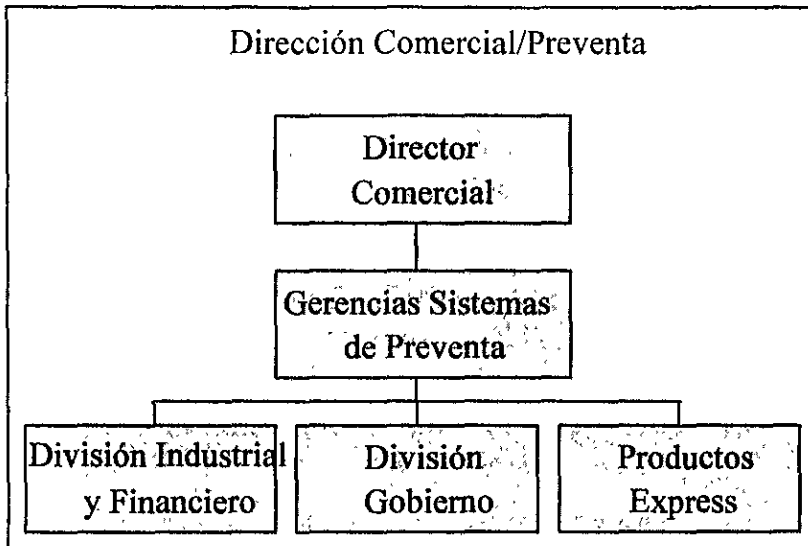 Dirección Comercial/Preventa
Director
Comercial
Gerencias Sistemas
de Preventa
División Industrial
y Financiero
División
Gobierno
Productos
Express